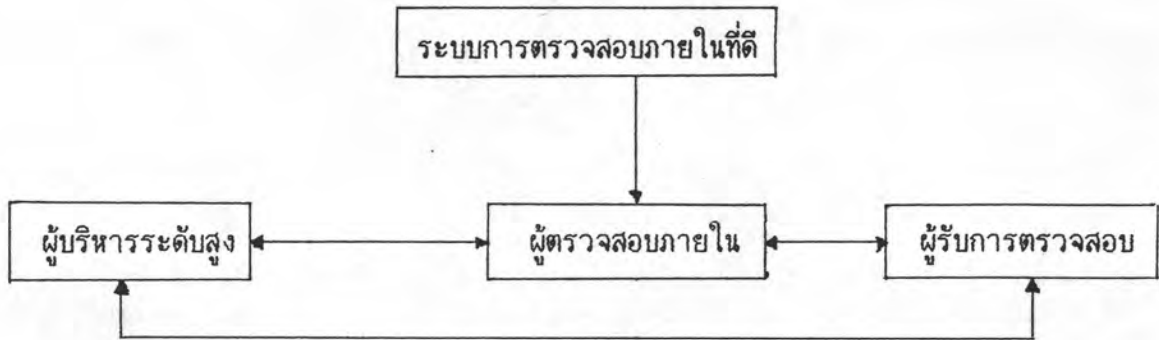 ระบบการตรวจสอบภายในที่ดี
ผู้บริหารระดับสูง
ผู้ตรวจสอบภายใน
ผู้รับการตรวจสอบ